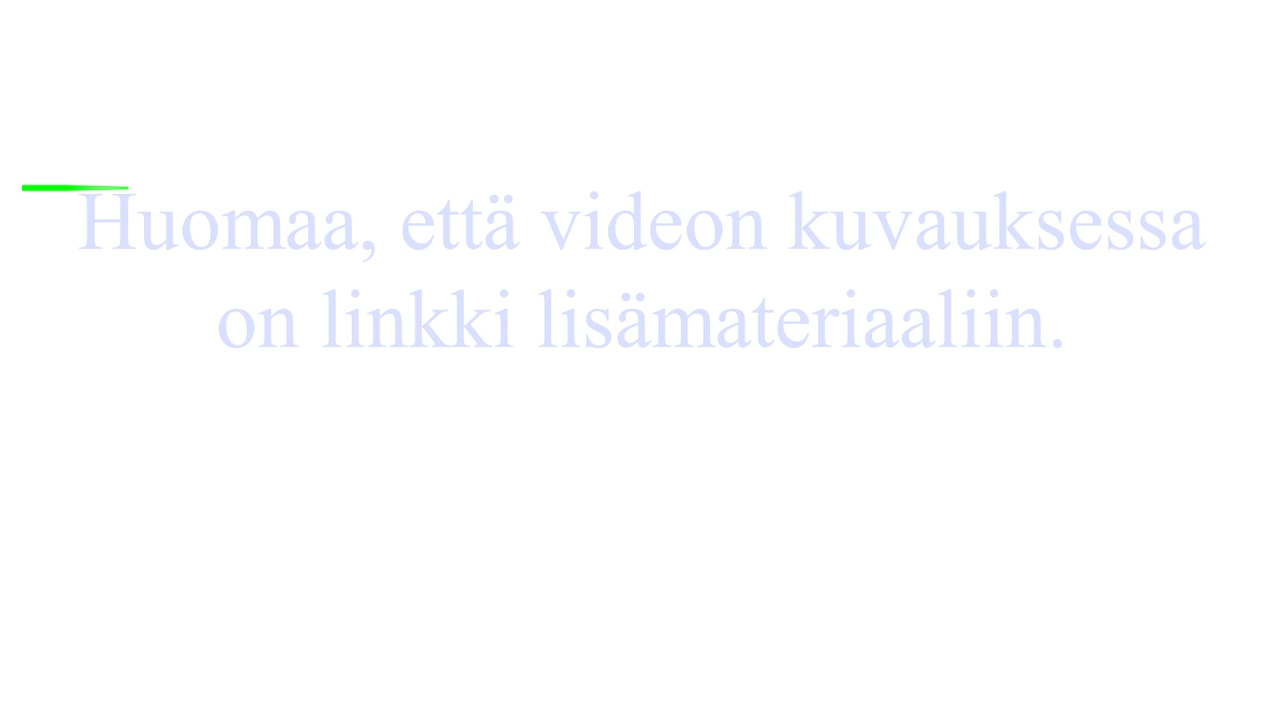 Huomaa, että videon kuvauksessa
on linkki lisämateriaaliin.